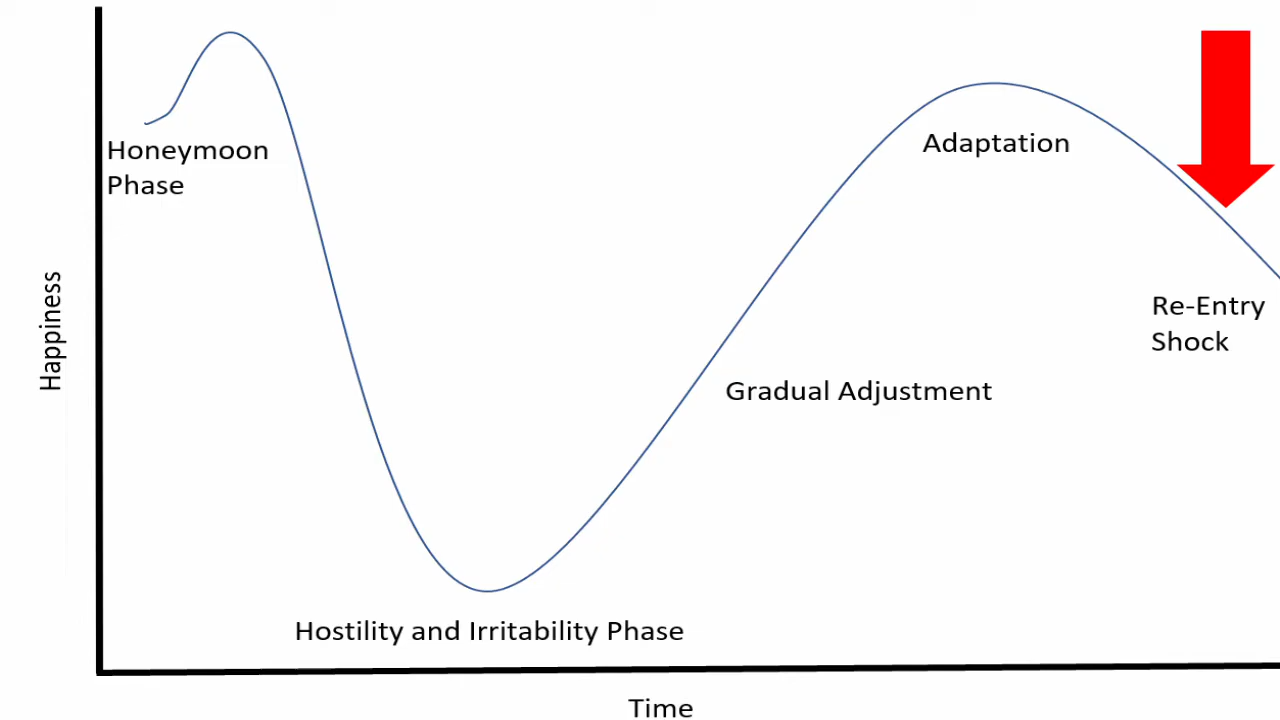 Honeymoon
Phase
Adaptation
Happiness
Re-Entry
Shock
Gradual Adjustment
Hostility and Irritability Phase
Time